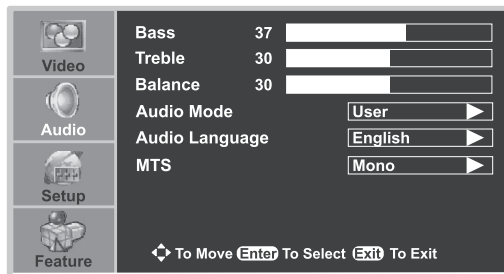 Video
Audio
Setup
Feature
Bass 37
Treble 30
Balance 30
Audio Mode User
Audio Language English
MTS Mono
To Move Enter To Select Exit To Exit